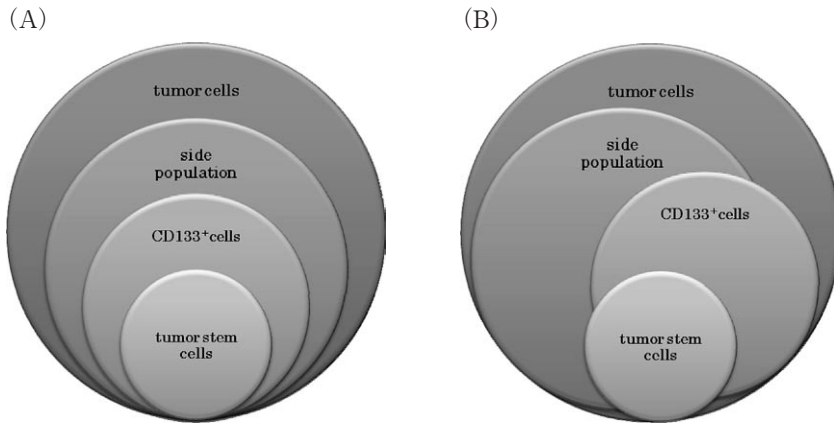 (A)
tumor cells
side
population
CD133⁺cells
tumor stem
cells
(B)
tumor cells
side
population
CD133⁺cells
tumor stem
cells